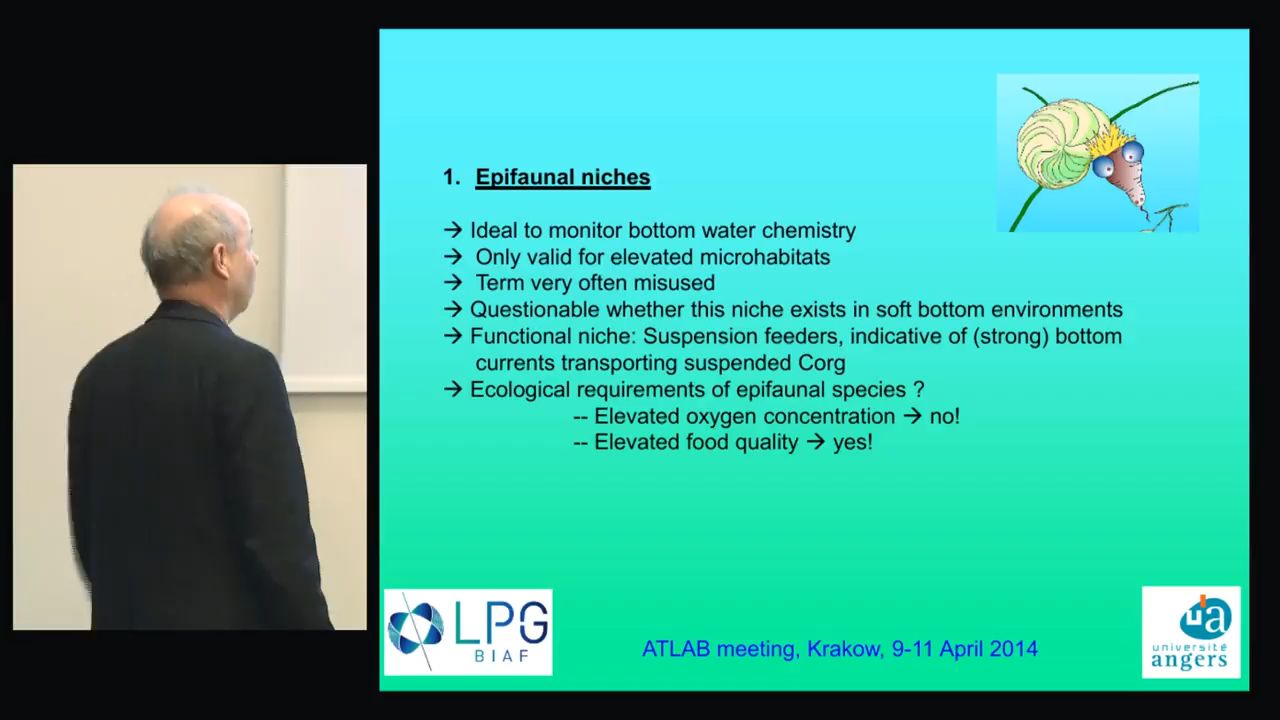 1. Epifaunal niches
→ Ideal to monitor bottom water chemistry
→ Only valid for elevated microhabitats
→ Term very often misused
→ Questionable whether this niche exists in soft bottom environments
→ Functional niche: Suspension feeders, indicative of (strong) bottom
currents transporting suspended Corg
→ Ecological requirements of epifaunal species ?
-- Elevated oxygen concentration → no!
-- Elevated food quality → yes!
LPG
BIAF
ATLAB meeting, Krakow, 9-11 April 2014
ua
université
angers